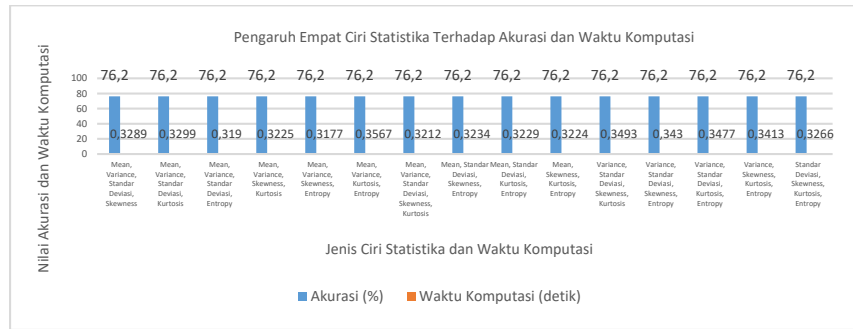 Pengaruh Empat Ciri Statistika Terhadap Akurasi dan Waktu Komputasi
Nilai Akurasi dan Waktu Komputasi
76,2 76,2 76,2 76,2 76,2 76,2 76,2 76,2 76,2 76,2 76,2 76,2 76,2 76,2 76,2
100
80
60
40
20
0
0,3289 0,3299 0,319 0,3225 0,3177 0,3567 0,3212 0,3234 0,3229 0,3224 0,3493 0,343 0,3477 0,3413 0,3266
Mean,
Variance,
Standar
Deviasi,
Skewness
Mean,
Variance,
Standar
Deviasi,
Kurtosis
Mean,
Variance,
Standar
Deviasi,
Entropy
Mean,
Variance,
Skewness,
Kurtosis
Mean,
Variance,
Skewness,
Entropy
Mean,
Variance,
Kurtosis,
Entropy
Mean,
Variance,
Standar
Deviasi,
Skewness,
Kurtosis
Mean, Standar
Deviasi,
Skewness,
Entropy
Mean, Standar
Deviasi,
Kurtosis,
Entropy
Mean,
Skewness,
Kurtosis,
Entropy
Variance,
Standar
Deviasi,
Skewness,
Kurtosis
Variance,
Standar
Deviasi,
Skewness,
Entropy
Variance,
Standar
Deviasi,
Kurtosis,
Entropy
Variance,
Skewness,
Kurtosis,
Entropy
Standar
Deviasi,
Skewness,
Kurtosis,
Entropy
Jenis Ciri Statistika dan Waktu Komputasi
Akurasi (%) Waktu Komputasi (detik)